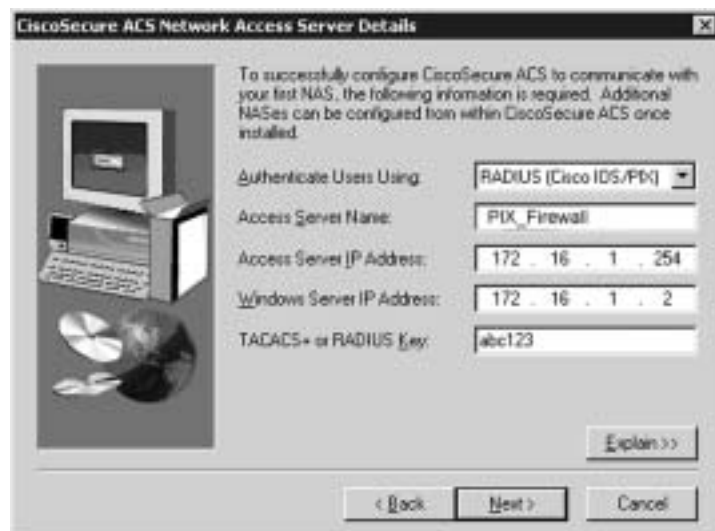 CiscoSecure ACS Network Access Server Details
To successfully configure CiscoSecure ACS to communicate with
your first NAS, the following information is required. Additional
NASes can be configured from within CiscoSecure ACS once
installed.
Authenticate Users Using: RADIUS (Cisco IOS/PIX)
Access Server Name: PIX_Firewall
Access Server IP Address: 172 . 16 . 1 . 254
Windows Server IP Address: 172 . 16 . 1 . 2
TACACS+ or RADIUS Key: abc123
Explain >>
< Back Next > Cancel